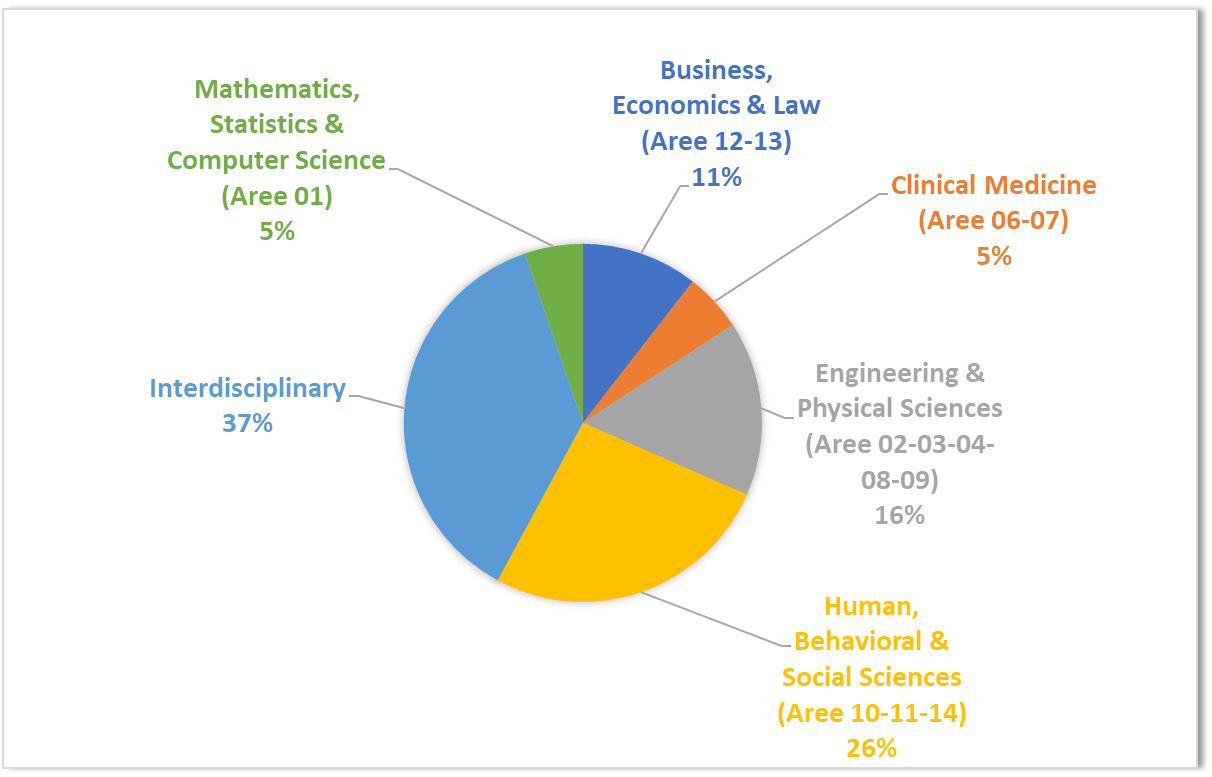 Mathematics,
Statistics &
Computer Science
(Aree 01)
5%
Business,
Economics & Law
(Aree 12-13)
11%
Clinical Medicine
(Aree 06-07)
5%
Interdisciplinary
37%
Engineering &
Physical Sciences
(Aree 02-03-04-
08-09)
16%
Human,
Behavioral &
Social Sciences
(Aree 10-11-14)
26%